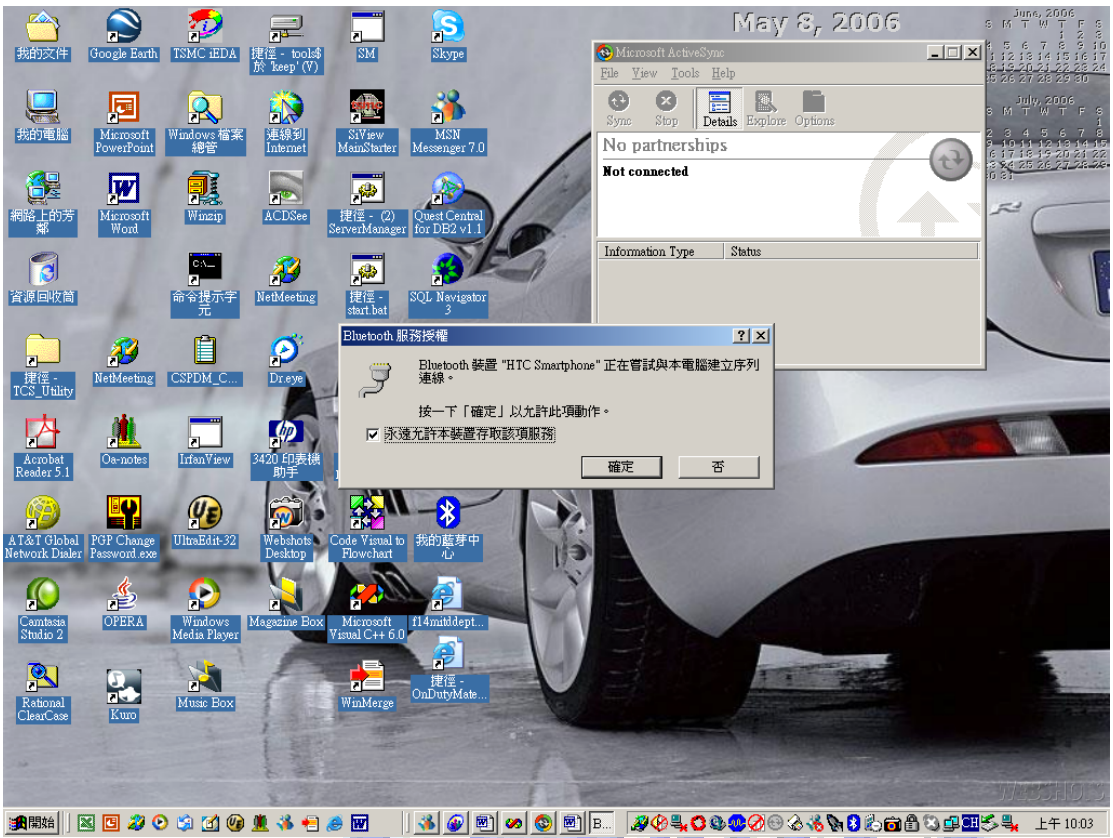 我的文件
Google Earth
TSMC iEDA
捷徑 - tools$
於 'keep' (V)
SM
Skype
我的電腦
Microsoft
PowerPoint
Windows 檔案
總管
連線到
Internet
SiView
MainStarter
MSN
Messenger 7.0
網路上的芳
鄰
Microsoft
Word
Winzip
ACDSee
捷徑 - (2)
ServerManager
Quest Central
for DB2 v1.1
資源回收筒
命令提示字
元
NetMeeting
捷徑 -
start.bat
SQL Navigator
3
捷徑 -
TCS_Utility
NetMeeting
CSPDM_C...
Dr.eye
Acrobat
Reader 5.1
Oa-notes
IrfanView
3420 印表機
助手
AT&T Global
Network Dialer
PGP Change
Password.exe
UltraEdit-32
Webshots
Desktop
Code Visual to
Flowchart
我的藍芽中
心
Camtasia
Studio 2
OPERA
Windows
Media Player
Magazine Box
Microsoft
Visual C++ 6.0
f14mitddept...
Rational
ClearCase
Kuro
Music Box
WinMerge
捷徑 -
OnDutyMate...
May 8, 2006
June, 2006
S M T W T F S
July, 2006
S M T W T F S
Microsoft ActiveSync
File View Tools Help
Sync Stop Details Explore Options
No partnerships
Not connected
Information Type Status
Bluetooth 服務授權
Bluetooth 裝置 "HTC Smartphone" 正在嘗試與本電腦建立序列
連線。
按一下「確定」以允許此項動作。
永遠允許本裝置存取該項服務
確定 否
WEBSHOTS
開始
B...
CH
上午 10:03